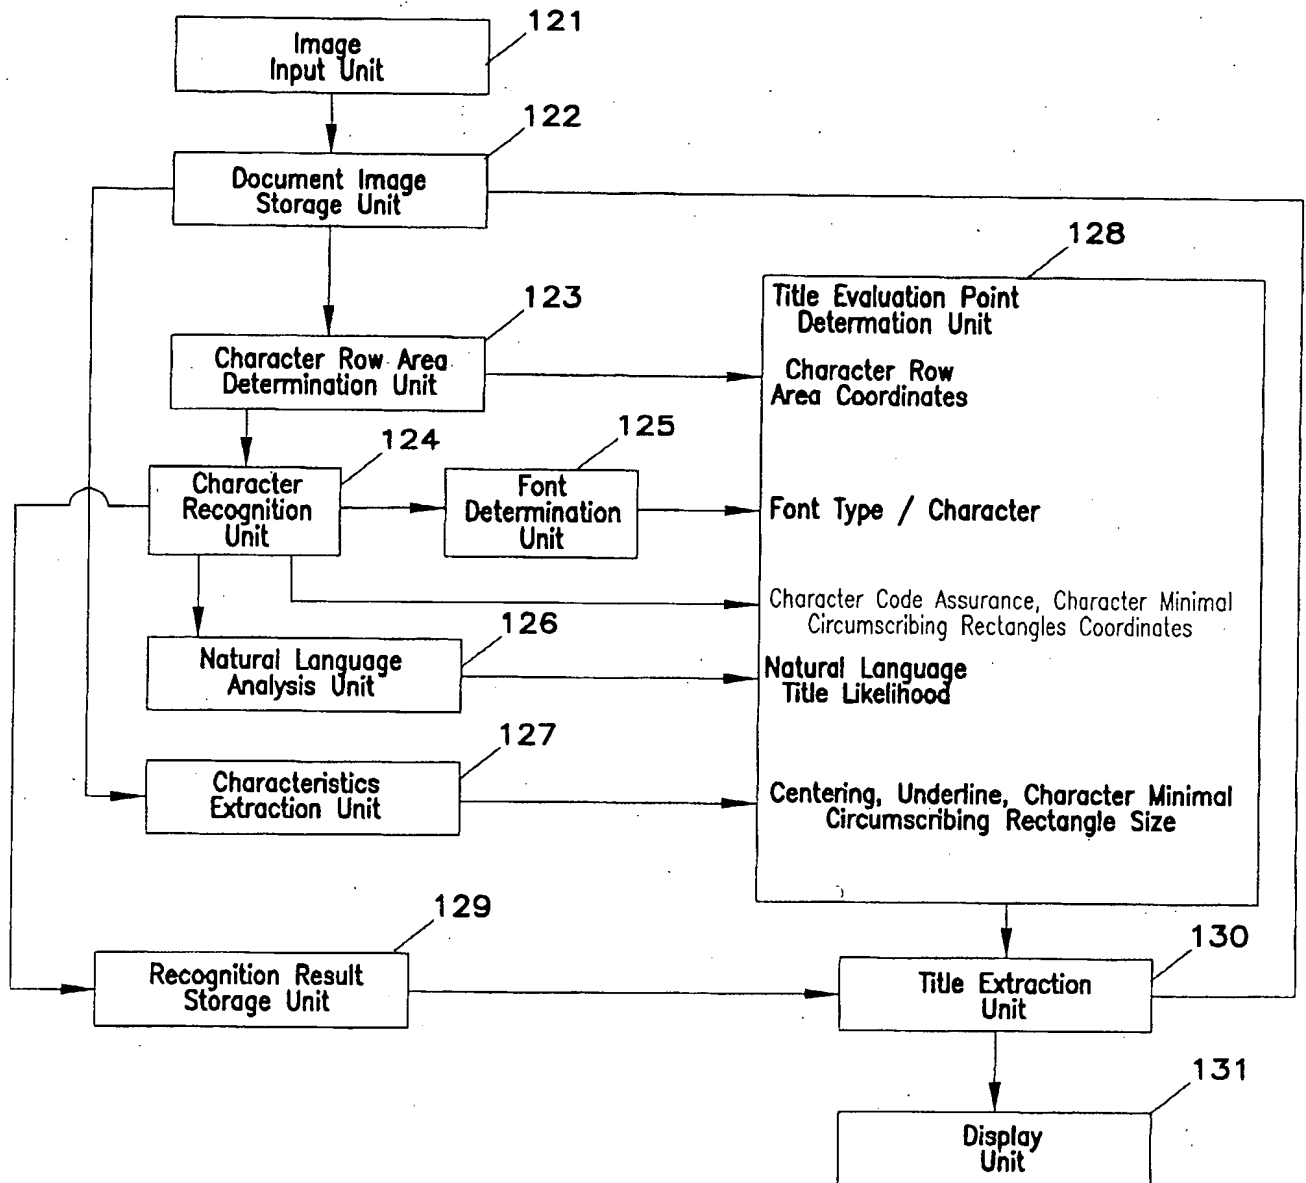 121
Image
Input Unit
122
Document Image
Storage Unit
128
123
Title Evaluation Point
Determation Unit
Character Row Area
Determination Unit
Character Row
Area Coordinates
124
125
Character
Recognition
Unit
Font
Determination
Unit
Font Type / Character
Character Code Assurance, Character Minimal
Circumscribing Rectangles Coordinates
126
Natural Language
Analysis Unit
Natural Language
Title Likelihood
127
Characteristics
Extraction Unit
Centering, Underline, Character Minimal
Circumscribing Rectangle Size
129
130
Recognition Result
Storage Unit
Title Extraction
Unit
131
Display
Unit